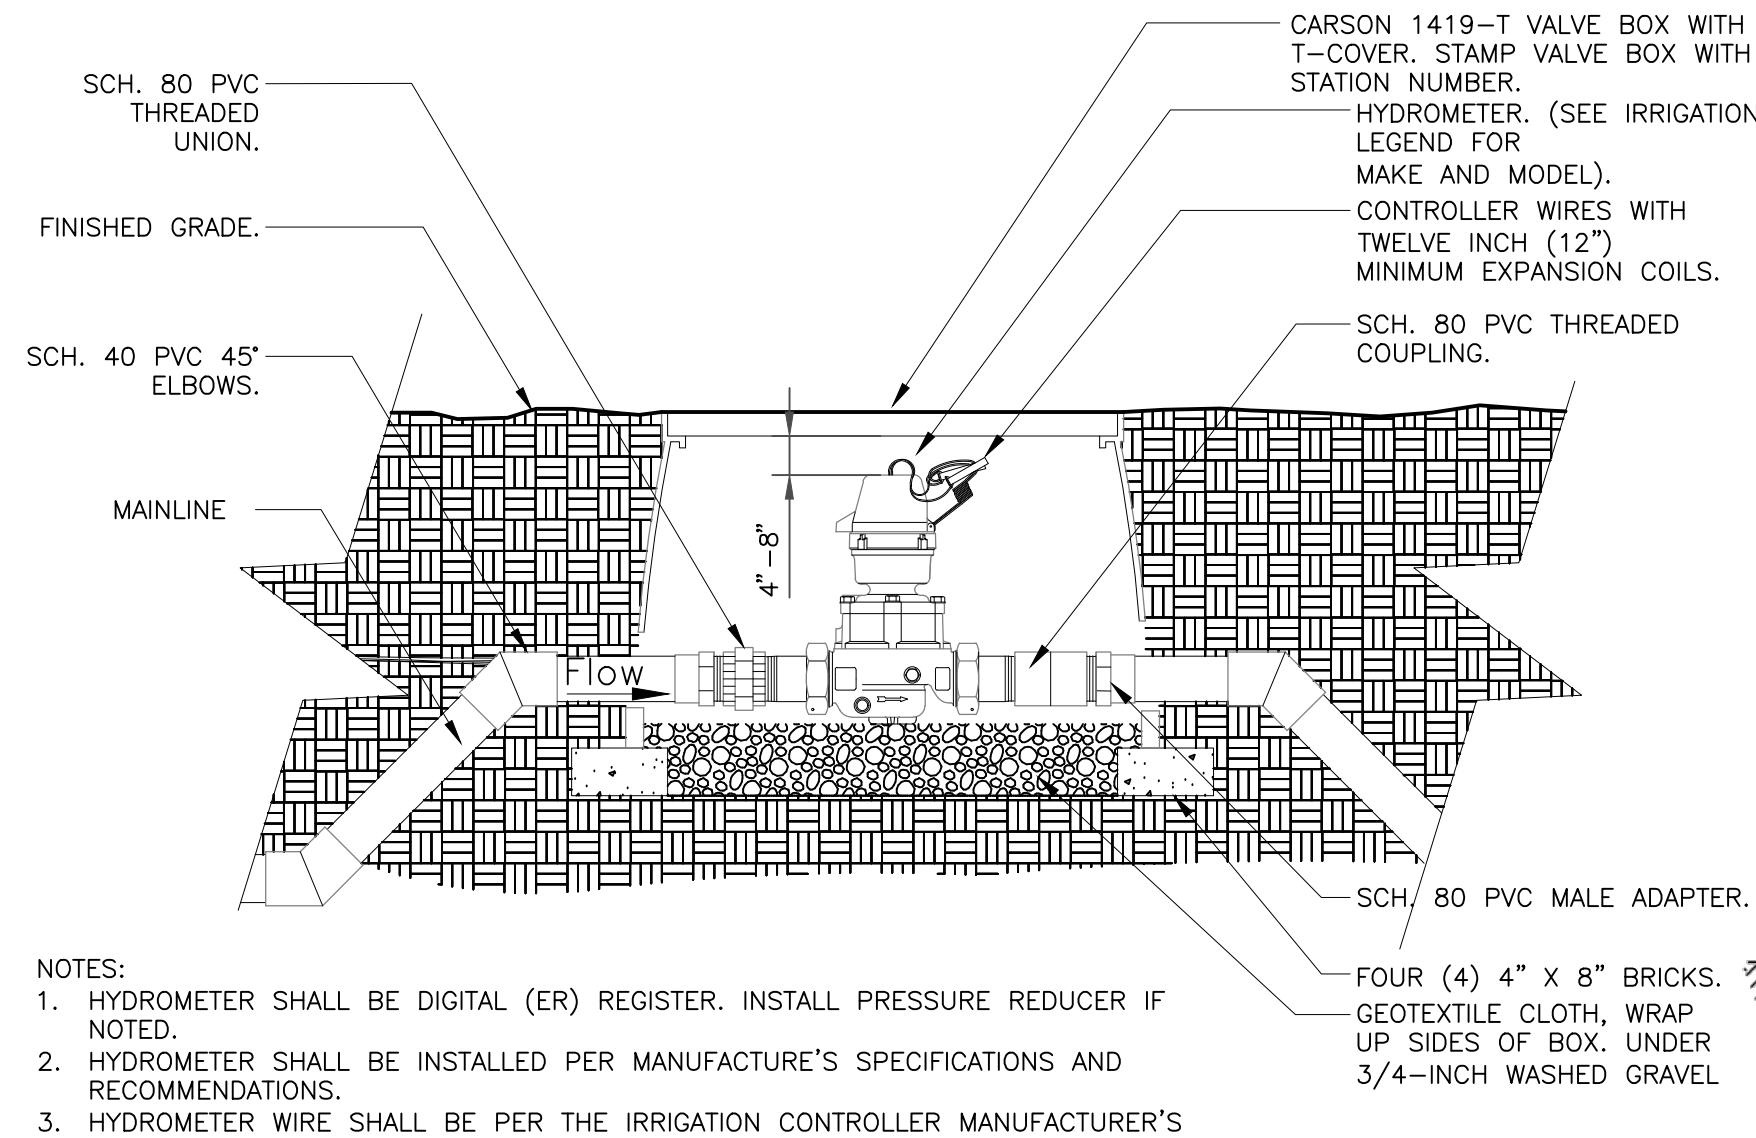 CARSON 1419-T VALVE BOX WITH
T-COVER. STAMP VALVE BOX WITH
STATION NUMBER.
SCH. 80 PVC
THREADED
UNION.
HYDROMETER. (SEE IRRIGATION
LEGEND FOR
MAKE AND MODEL).
CONTROLLER WIRES WITH
TWELVE INCH (12")
MINIMUM EXPANSION COILS.
FINISHED GRADE.
SCH. 80 PVC THREADED
COUPLING.
SCH. 40 PVC 45°
ELBOWS.
MAINLINE
4" -8"
Flow
SCH. 80 PVC MALE ADAPTER.
FOUR (4) 4" X 8" BRICKS.
GEOTEXTILE CLOTH, WRAP
UP SIDES OF BOX. UNDER
3/4-INCH WASHED GRAVEL
NOTES:
1. HYDROMETER SHALL BE DIGITAL (ER) REGISTER. INSTALL PRESSURE REDUCER IF
NOTED.
2. HYDROMETER SHALL BE INSTALLED PER MANUFACTURE'S SPECIFICATIONS AND
RECOMMENDATIONS.
3. HYDROMETER WIRE SHALL BE PER THE IRRIGATION CONTROLLER MANUFACTURER'S